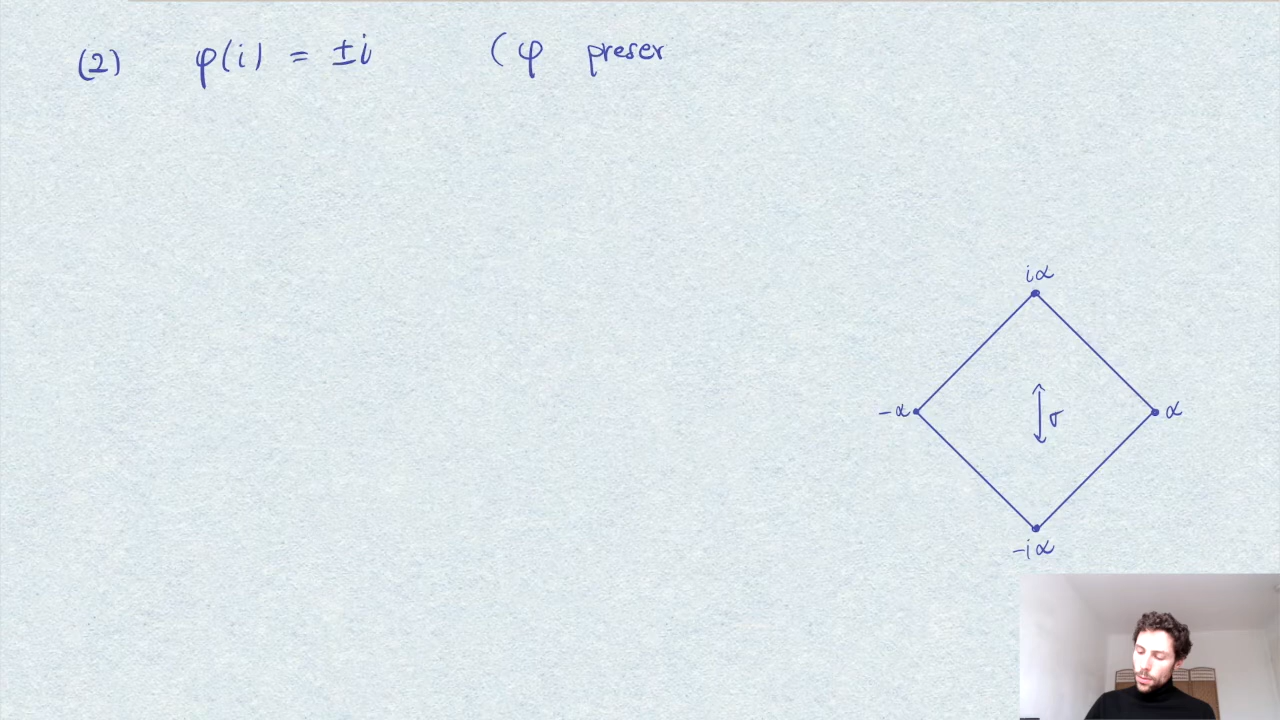 (2) φ(i) = ±i (φ preser
iα
-α
σ
α
-iα